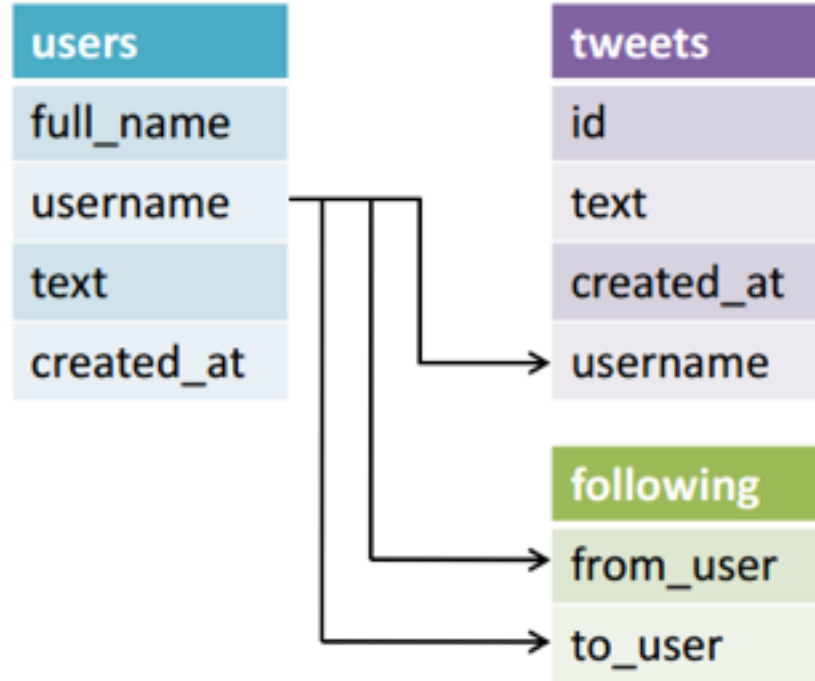 users
full_name
username
text
created_at
tweets
id
text
created_at
username
following
from_user
to_user